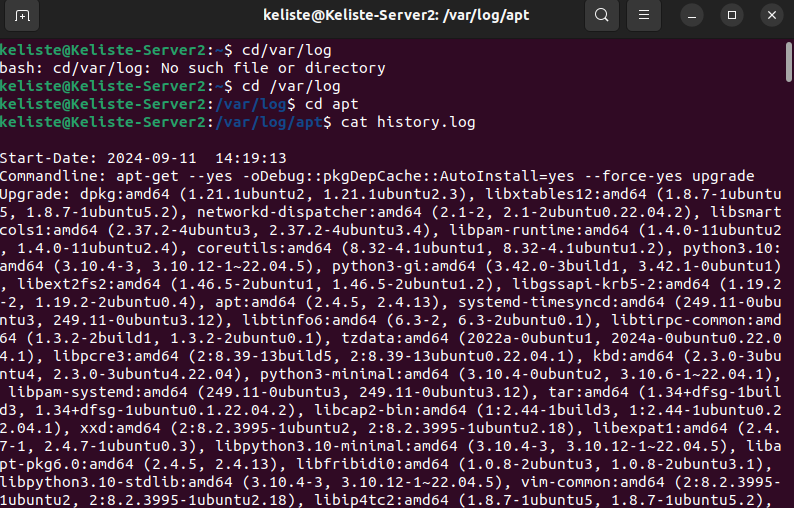 keliste@Keliste-Server2: /var/log/apt
keliste@Keliste-Server2:~$ cd/var/log
bash: cd/var/log: No such file or directory
keliste@Keliste-Server2:~$ cd /var/log
keliste@Keliste-Server2:/var/log$ cd apt
keliste@Keliste-Server2:/var/log/apt$ cat history.log
Start-Date: 2024-09-11  14:19:13
Commandline: apt-get --yes -oDebug::pkgDepCache::AutoInstall=yes --force-yes upgrade
Upgrade: dpkg:amd64 (1.21.1ubuntu2, 1.21.1ubuntu2.3), libxtables12:amd64 (1.8.7-1ubuntu
5, 1.8.7-1ubuntu5.2), networkd-dispatcher:amd64 (2.1-2, 2.1-2ubuntu0.22.04.2), libsmart
cols1:amd64 (2.37.2-4ubuntu3, 2.37.2-4ubuntu3.4), libpam-runtime:amd64 (1.4.0-11ubuntu2
, 1.4.0-11ubuntu2.4), coreutils:amd64 (8.32-4.1ubuntu1, 8.32-4.1ubuntu1.2), python3.10:
amd64 (3.10.4-3, 3.10.12-1~22.04.5), python3-gi:amd64 (3.42.0-3build1, 3.42.1-0ubuntu1)
, libext2fs2:amd64 (1.46.5-2ubuntu1, 1.46.5-2ubuntu1.2), libgssapi-krb5-2:amd64 (1.19.2
-2, 1.19.2-2ubuntu0.4), apt:amd64 (2.4.5, 2.4.13), systemd-timesyncd:amd64 (249.11-0ubu
ntu3, 249.11-0ubuntu3.12), libtinfo6:amd64 (6.3-2, 6.3-2ubuntu0.1), libtirpc-common:amd
64 (1.3.2-2build1, 1.3.2-2ubuntu0.1), tzdata:amd64 (2022a-0ubuntu1, 2024a-0ubuntu0.22.0
4.1), libpcre3:amd64 (2:8.39-13build5, 2:8.39-13ubuntu0.22.04.1), kbd:amd64 (2.3.0-3ubu
ntu4, 2.3.0-3ubuntu4.22.04), python3-minimal:amd64 (3.10.4-0ubuntu2, 3.10.6-1~22.04.1),
 libpam-systemd:amd64 (249.11-0ubuntu3, 249.11-0ubuntu3.12), tar:amd64 (1.34+dfsg-1buil
d3, 1.34+dfsg-1ubuntu0.1.22.04.2), libcap2-bin:amd64 (1:2.44-1build3, 1:2.44-1ubuntu0.2
2.04.1), xxd:amd64 (2:8.2.3995-1ubuntu2, 2:8.2.3995-1ubuntu2.18), libexpat1:amd64 (2.4.
7-1, 2.4.7-1ubuntu0.3), libpython3.10-minimal:amd64 (3.10.4-3, 3.10.12-1~22.04.5), liba
pt-pkg6.0:amd64 (2.4.5, 2.4.13), libfribidi0:amd64 (1.0.8-2ubuntu3, 1.0.8-2ubuntu3.1),
libpython3.10-stdlib:amd64 (3.10.4-3, 3.10.12-1~22.04.5), vim-common:amd64 (2:8.2.3995-
1ubuntu2, 2:8.2.3995-1ubuntu2.18), libip4tc2:amd64 (1.8.7-1ubuntu5, 1.8.7-1ubuntu5.2),